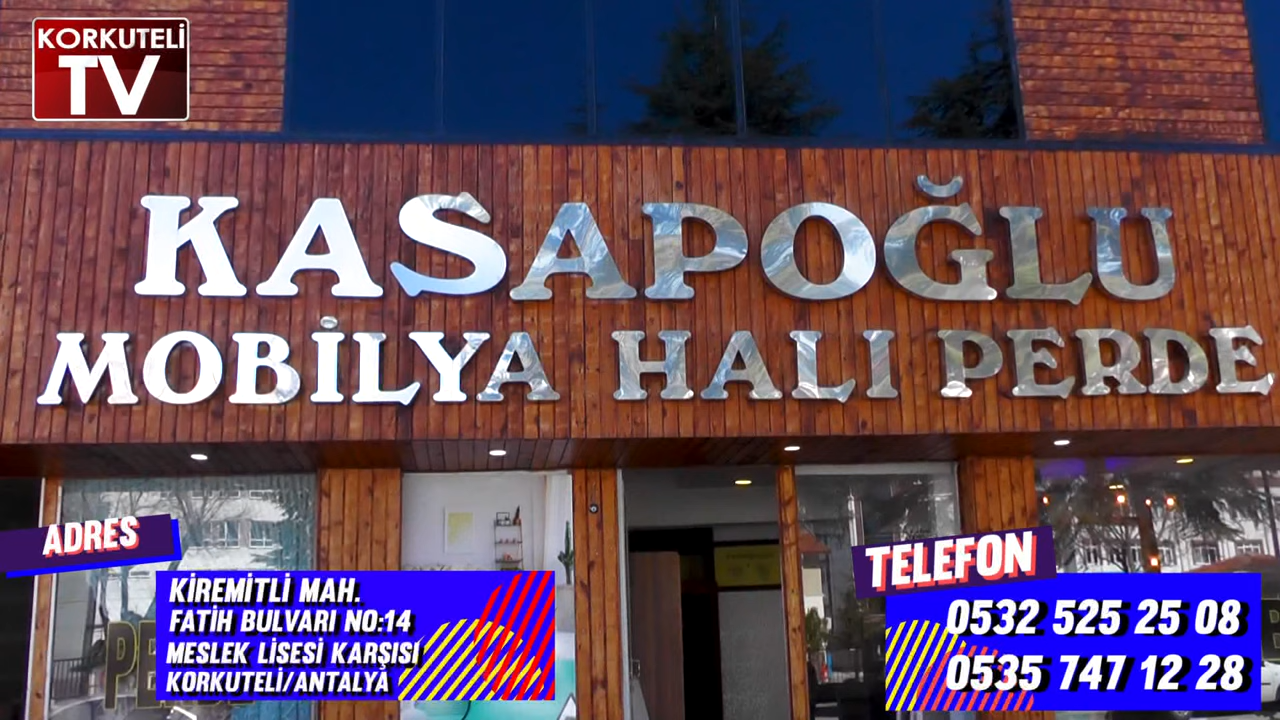 KORKUTELİ
TV
KASAPOĞLU
MOBİLYA HALI PERDE
ADRES
KİREMİTLİ MAH.
FATİH BULVARI NO:14
MESLEK LİSESİ KARŞISI
KORKUTELİ/ANTALYA
TELEFON
0532 525 25 08
0535 747 12 28